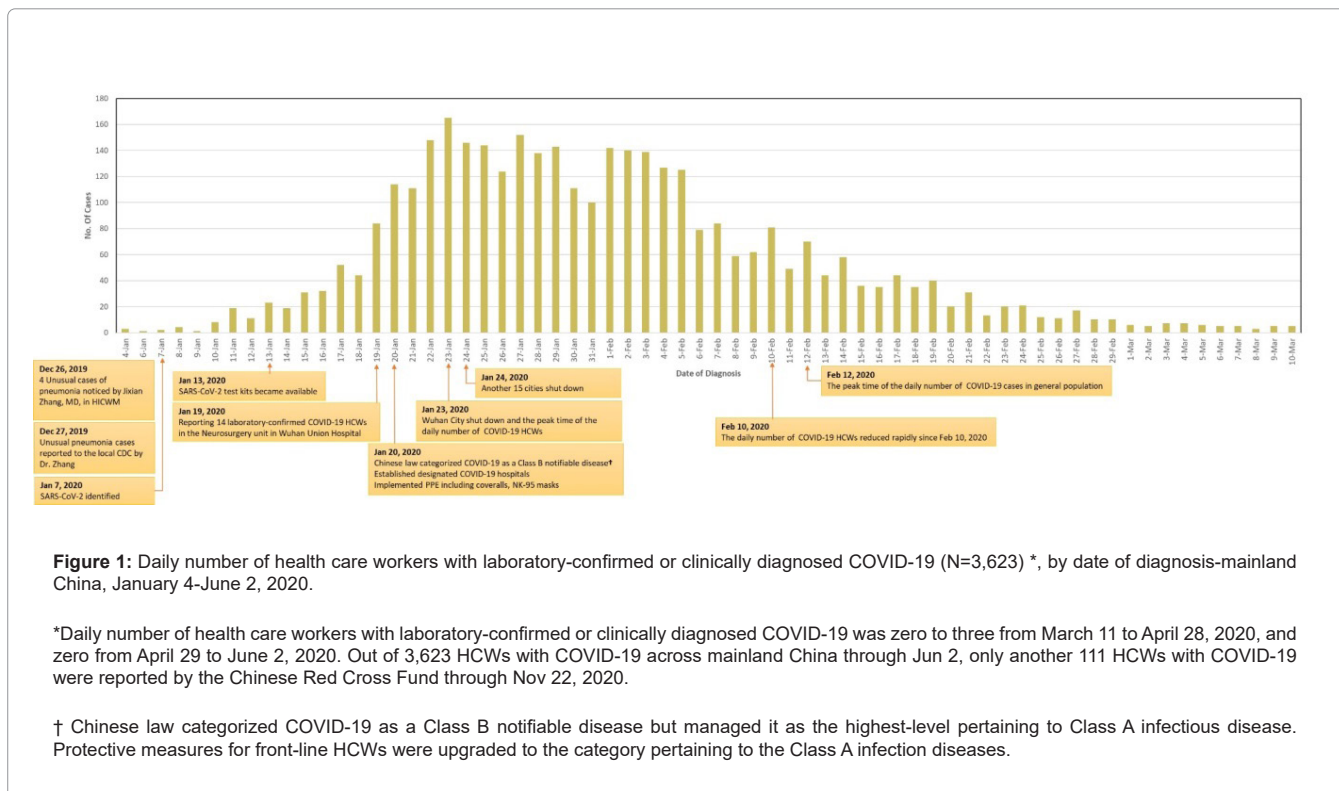 180
160
140
120
100
80
60
40
20
0
No. Of Cases
4-Jan
6-Jan
7-Jan
8-Jan
9-Jan
10-Jan
11-Jan
12-Jan
13-Jan
14-Jan
15-Jan
16-Jan
17-Jan
18-Jan
19-Jan
20-Jan
21-Jan
22-Jan
23-Jan
24-Jan
25-Jan
26-Jan
27-Jan
28-Jan
29-Jan
30-Jan
31-Jan
1-Feb
2-Feb
3-Feb
4-Feb
5-Feb
6-Feb
7-Feb
8-Feb
9-Feb
10-Feb
11-Feb
12-Feb
13-Feb
14-Feb
15-Feb
16-Feb
17-Feb
18-Feb
19-Feb
20-Feb
21-Feb
22-Feb
23-Feb
24-Feb
25-Feb
26-Feb
27-Feb
28-Feb
29-Feb
1-Mar
2-Mar
3-Mar
4-Mar
5-Mar
6-Mar
7-Mar
8-Mar
9-Mar
10-Mar
Date of Diagnosis
Dec 26, 2019
4 Unusual cases of
pneumonia noticed by Jixian
Zhang, MD, in HICWM
Dec 27, 2019
Unusual pneumonia cases
reported to the local CDC by
Dr. Zhang
Jan 7, 2020
SARS-CoV-2 identified
Jan 13, 2020
SARS-CoV-2 test kits became available
Jan 19, 2020
Reporting 14 laboratory-confirmed COVID-19 HCWs
in the Neurosurgery unit in Wuhan Union Hospital
Jan 20, 2020
Chinese law categorized COVID-19 as a Class B notifiable disease†
Established designated COVID-19 hospitals
Implemented PPE including coveralls, NK-95 masks
Jan 24, 2020
Another 15 cities shut down
Jan 23, 2020
Wuhan City shut down and the peak time of the
daily number of COVID-19 HCWs
Feb 10, 2020
The daily number of COVID-19 HCWs reduced rapidly since Feb 10, 2020
Feb 12, 2020
The peak time of the daily number of COVID-19 cases in general population
Figure 1: Daily number of health care workers with laboratory-confirmed or clinically diagnosed COVID-19 (N=3,623) *, by date of diagnosis-mainland
China, January 4-June 2, 2020.
*Daily number of health care workers with laboratory-confirmed or clinically diagnosed COVID-19 was zero to three from March 11 to April 28, 2020, and
zero from April 29 to June 2, 2020. Out of 3,623 HCWs with COVID-19 across mainland China through Jun 2, only another 111 HCWs with COVID-19
were reported by the Chinese Red Cross Fund through Nov 22, 2020.
† Chinese law categorized COVID-19 as a Class B notifiable disease but managed it as the highest-level pertaining to Class A infectious disease.
Protective measures for front-line HCWs were upgraded to the category pertaining to the Class A infection diseases.